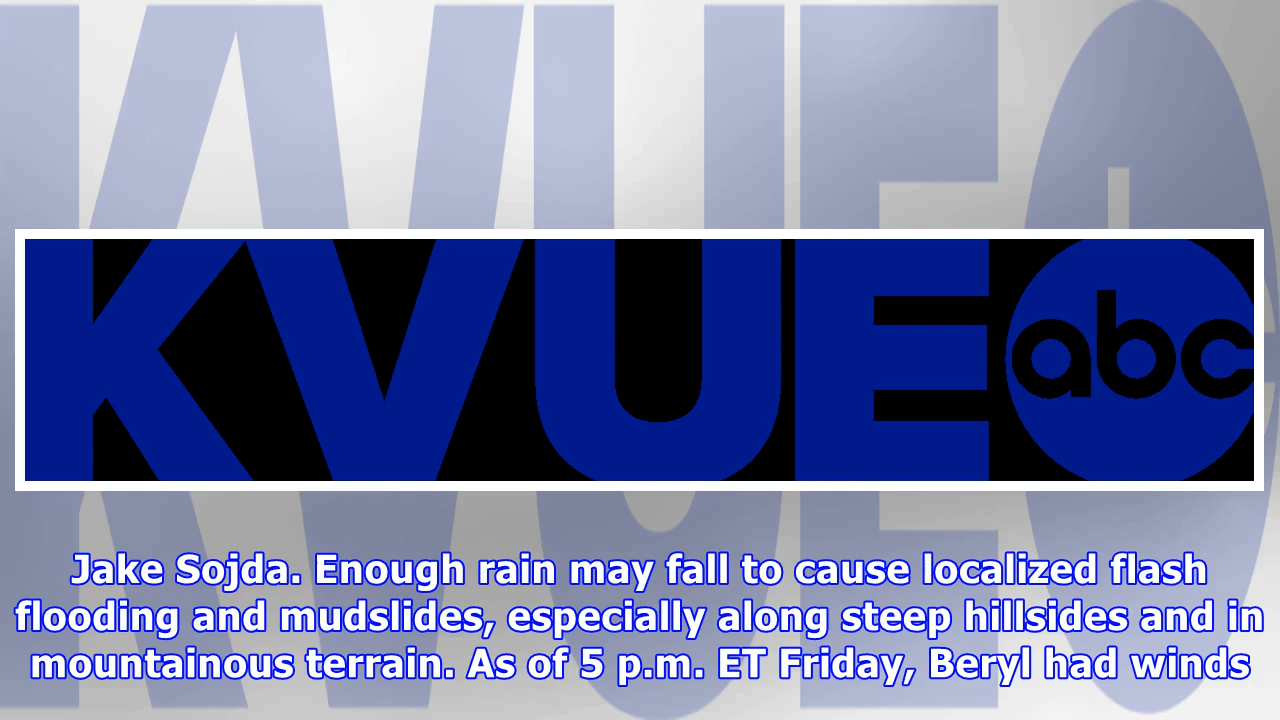 KVUE abc
Jake Sojda. Enough rain may fall to cause localized flash
flooding and mudslides, especially along steep hillsides and in
mountainous terrain. As of 5 p.m. ET Friday, Beryl had winds